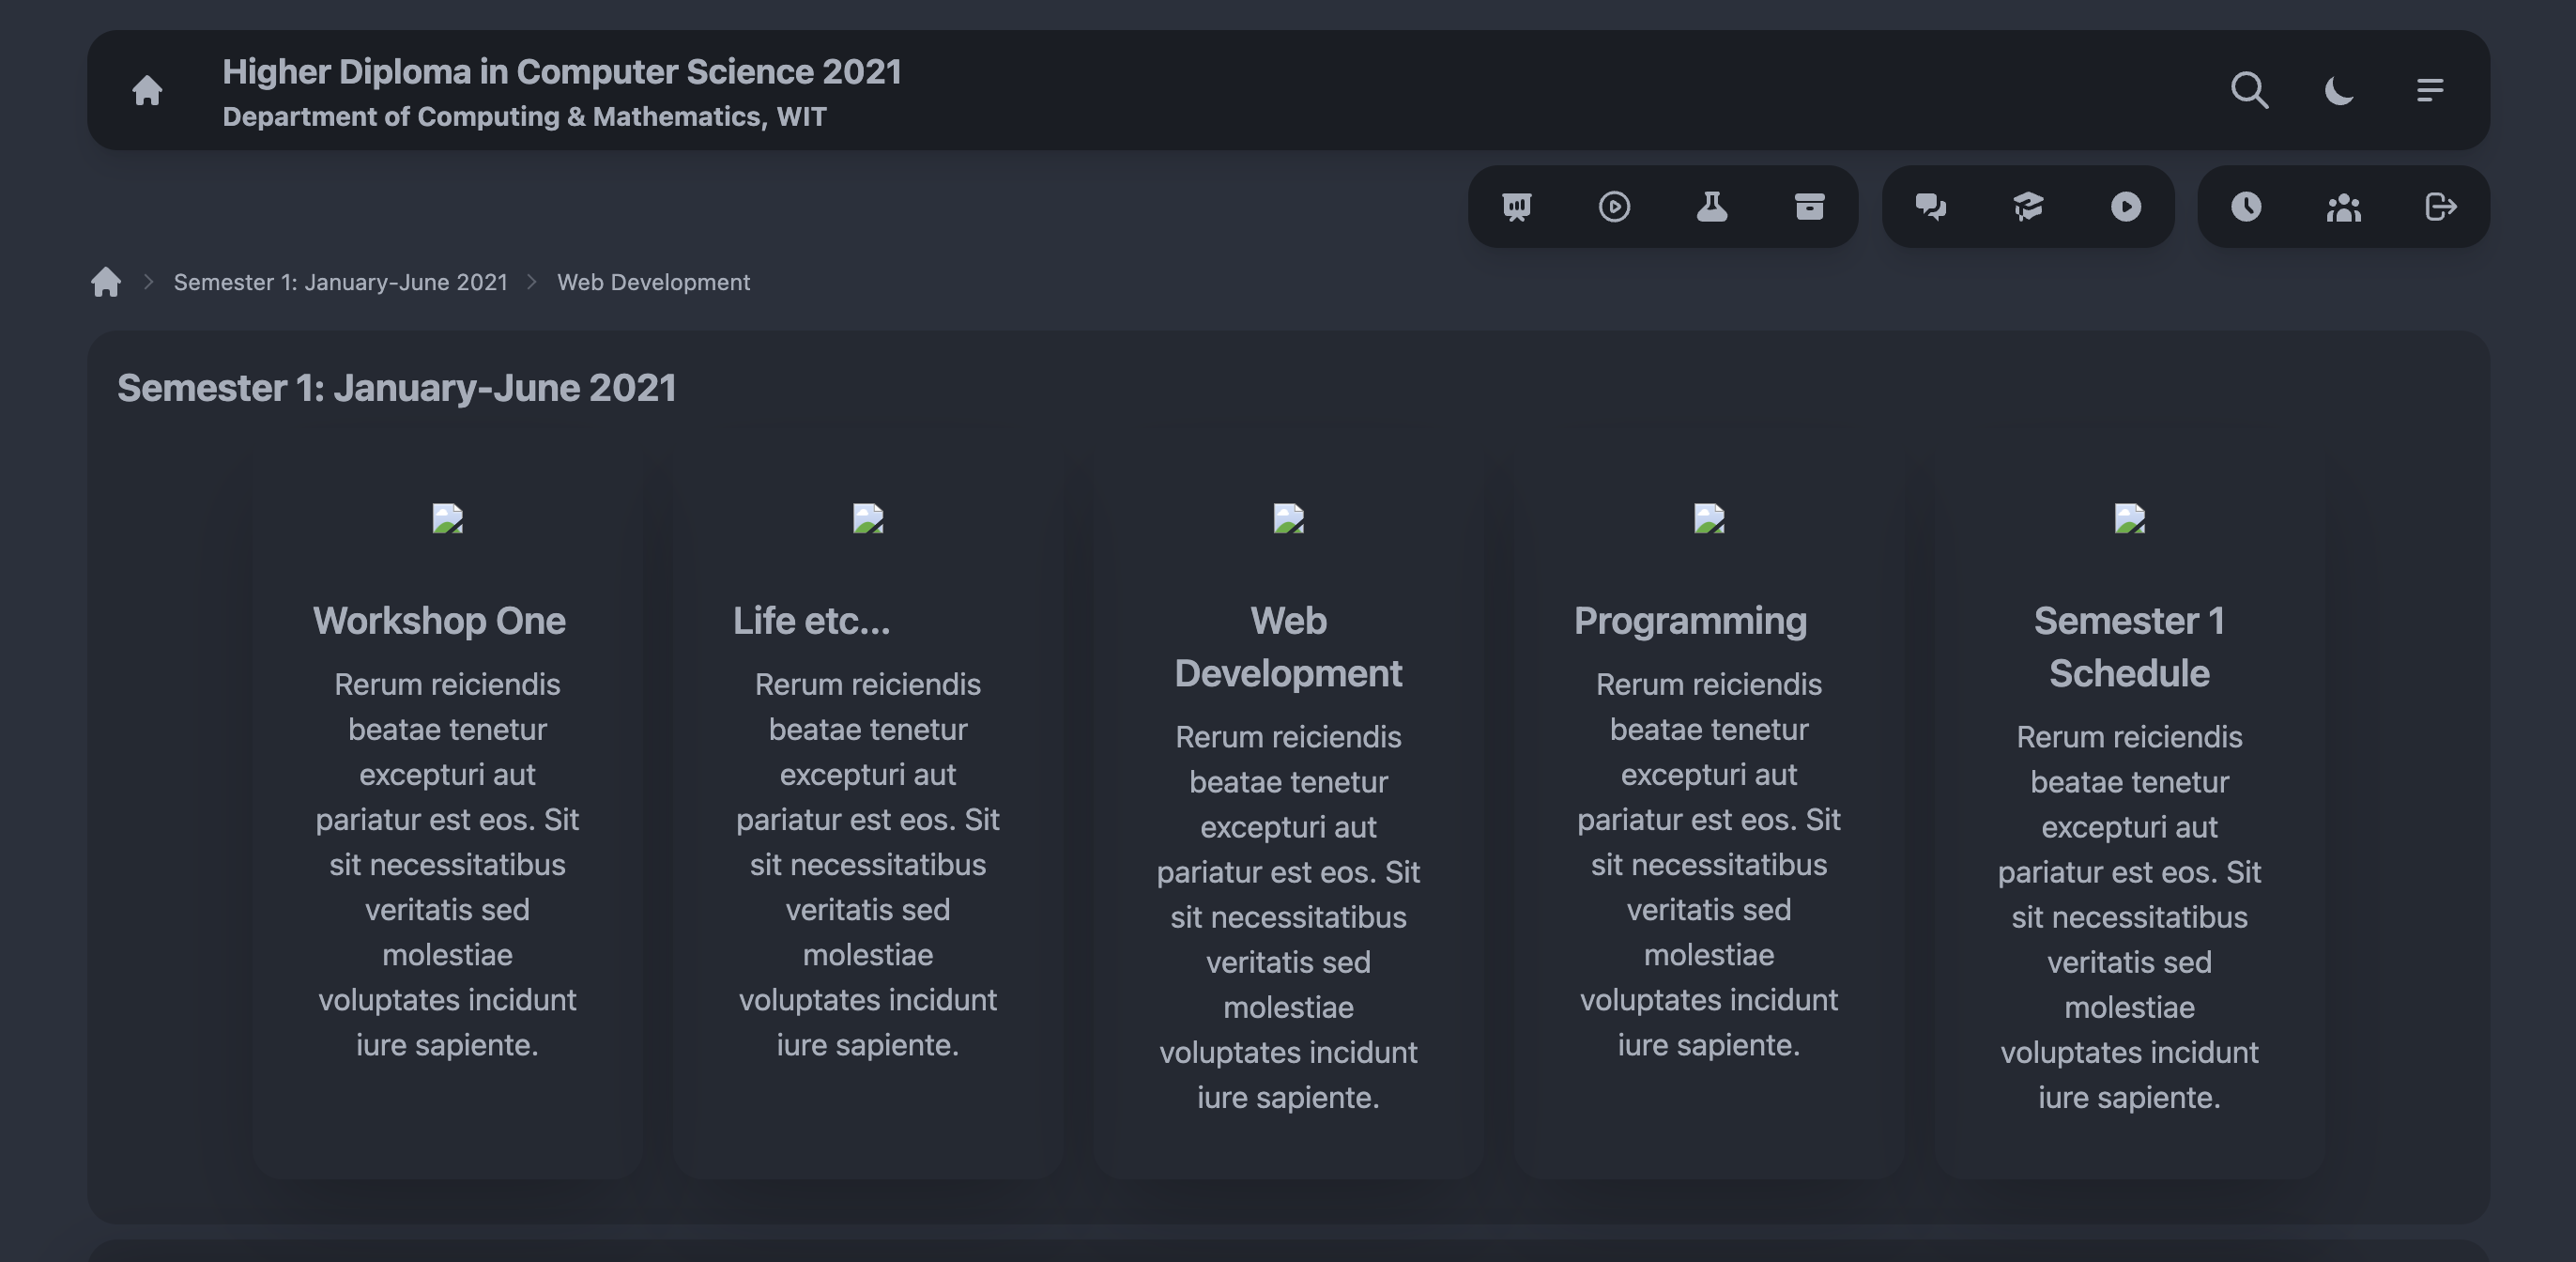 Higher Diploma in Computer Science 2021
Department of Computing & Mathematics, WIT
Semester 1: January-June 2021 Web Development
Semester 1: January-June 2021
Workshop One
Rerum reiciendis
beatae tenetur
excepturi aut
pariatur est eos. Sit
sit necessitatibus
veritatis sed
molestiae
voluptates incidunt
iure sapiente.
Life etc...
Rerum reiciendis
beatae tenetur
excepturi aut
pariatur est eos. Sit
sit necessitatibus
veritatis sed
molestiae
voluptates incidunt
iure sapiente.
Web
Development
Rerum reiciendis
beatae tenetur
excepturi aut
pariatur est eos. Sit
sit necessitatibus
veritatis sed
molestiae
voluptates incidunt
iure sapiente.
Programming
Rerum reiciendis
beatae tenetur
excepturi aut
pariatur est eos. Sit
sit necessitatibus
veritatis sed
molestiae
voluptates incidunt
iure sapiente.
Semester 1
Schedule
Rerum reiciendis
beatae tenetur
excepturi aut
pariatur est eos. Sit
sit necessitatibus
veritatis sed
molestiae
voluptates incidunt
iure sapiente.